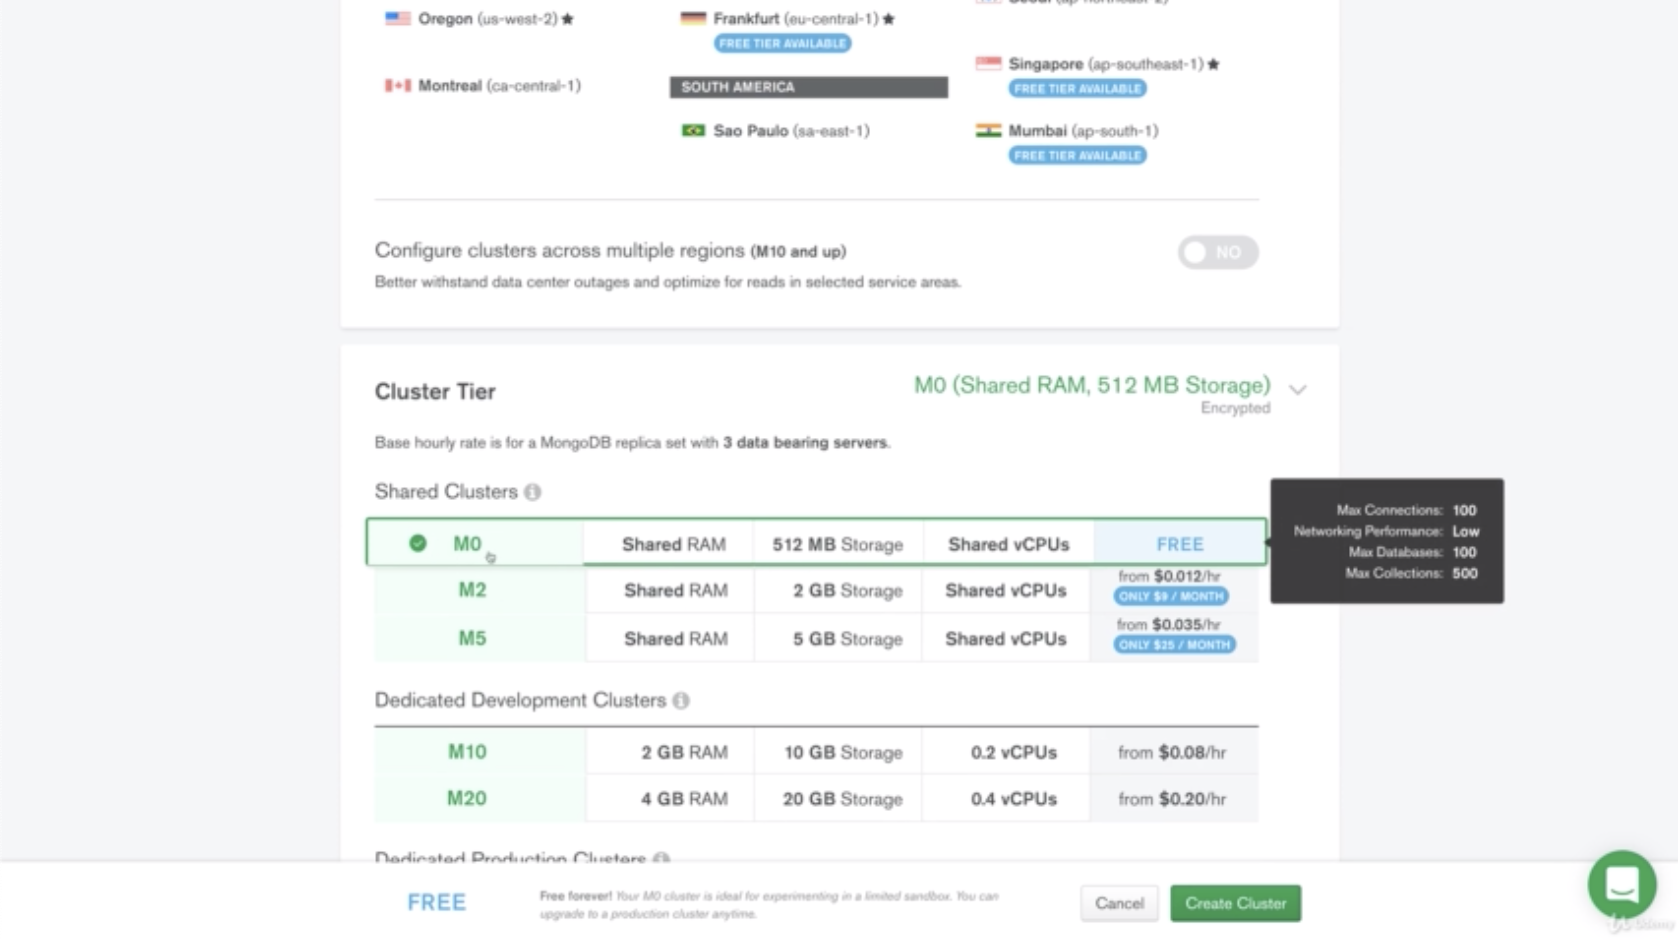 Oregon (us-west-2) ★
Frankfurt (eu-central-1) ★
FREE TIER AVAILABLE
Singapore (ap-southeast-1) ★
FREE TIER AVAILABLE
Montreal (ca-central-1)
SOUTH AMERICA
Sao Paulo (sa-east-1)
Mumbai (ap-south-1)
FREE TIER AVAILABLE
Configure clusters across multiple regions (M10 and up)
NO
Better withstand data center outages and optimize for reads in selected service areas.
Cluster Tier
M0 (Shared RAM, 512 MB Storage)
Encrypted
Base hourly rate is for a MongoDB replica set with 3 data bearing servers.
Shared Clusters
M0 Shared RAM 512 MB Storage Shared vCPUs FREE
Max Connections: 100
Networking Performance: Low
Max Databases: 100
Max Collections: 500
M2 Shared RAM 2 GB Storage Shared vCPUs from $0.012/hr
ONLY $9 / MONTH
M5 Shared RAM 5 GB Storage Shared vCPUs from $0.035/hr
ONLY $25 / MONTH
Dedicated Development Clusters
M10 2 GB RAM 10 GB Storage 0.2 vCPUs from $0.08/hr
M20 4 GB RAM 20 GB Storage 0.4 vCPUs from $0.20/hr
Dedicated Production Clusters
FREE
Free forever! Your M0 cluster is ideal for experimenting in a limited sandbox. You can
upgrade to a production cluster anytime.
Cancel
Create Cluster
Udemy